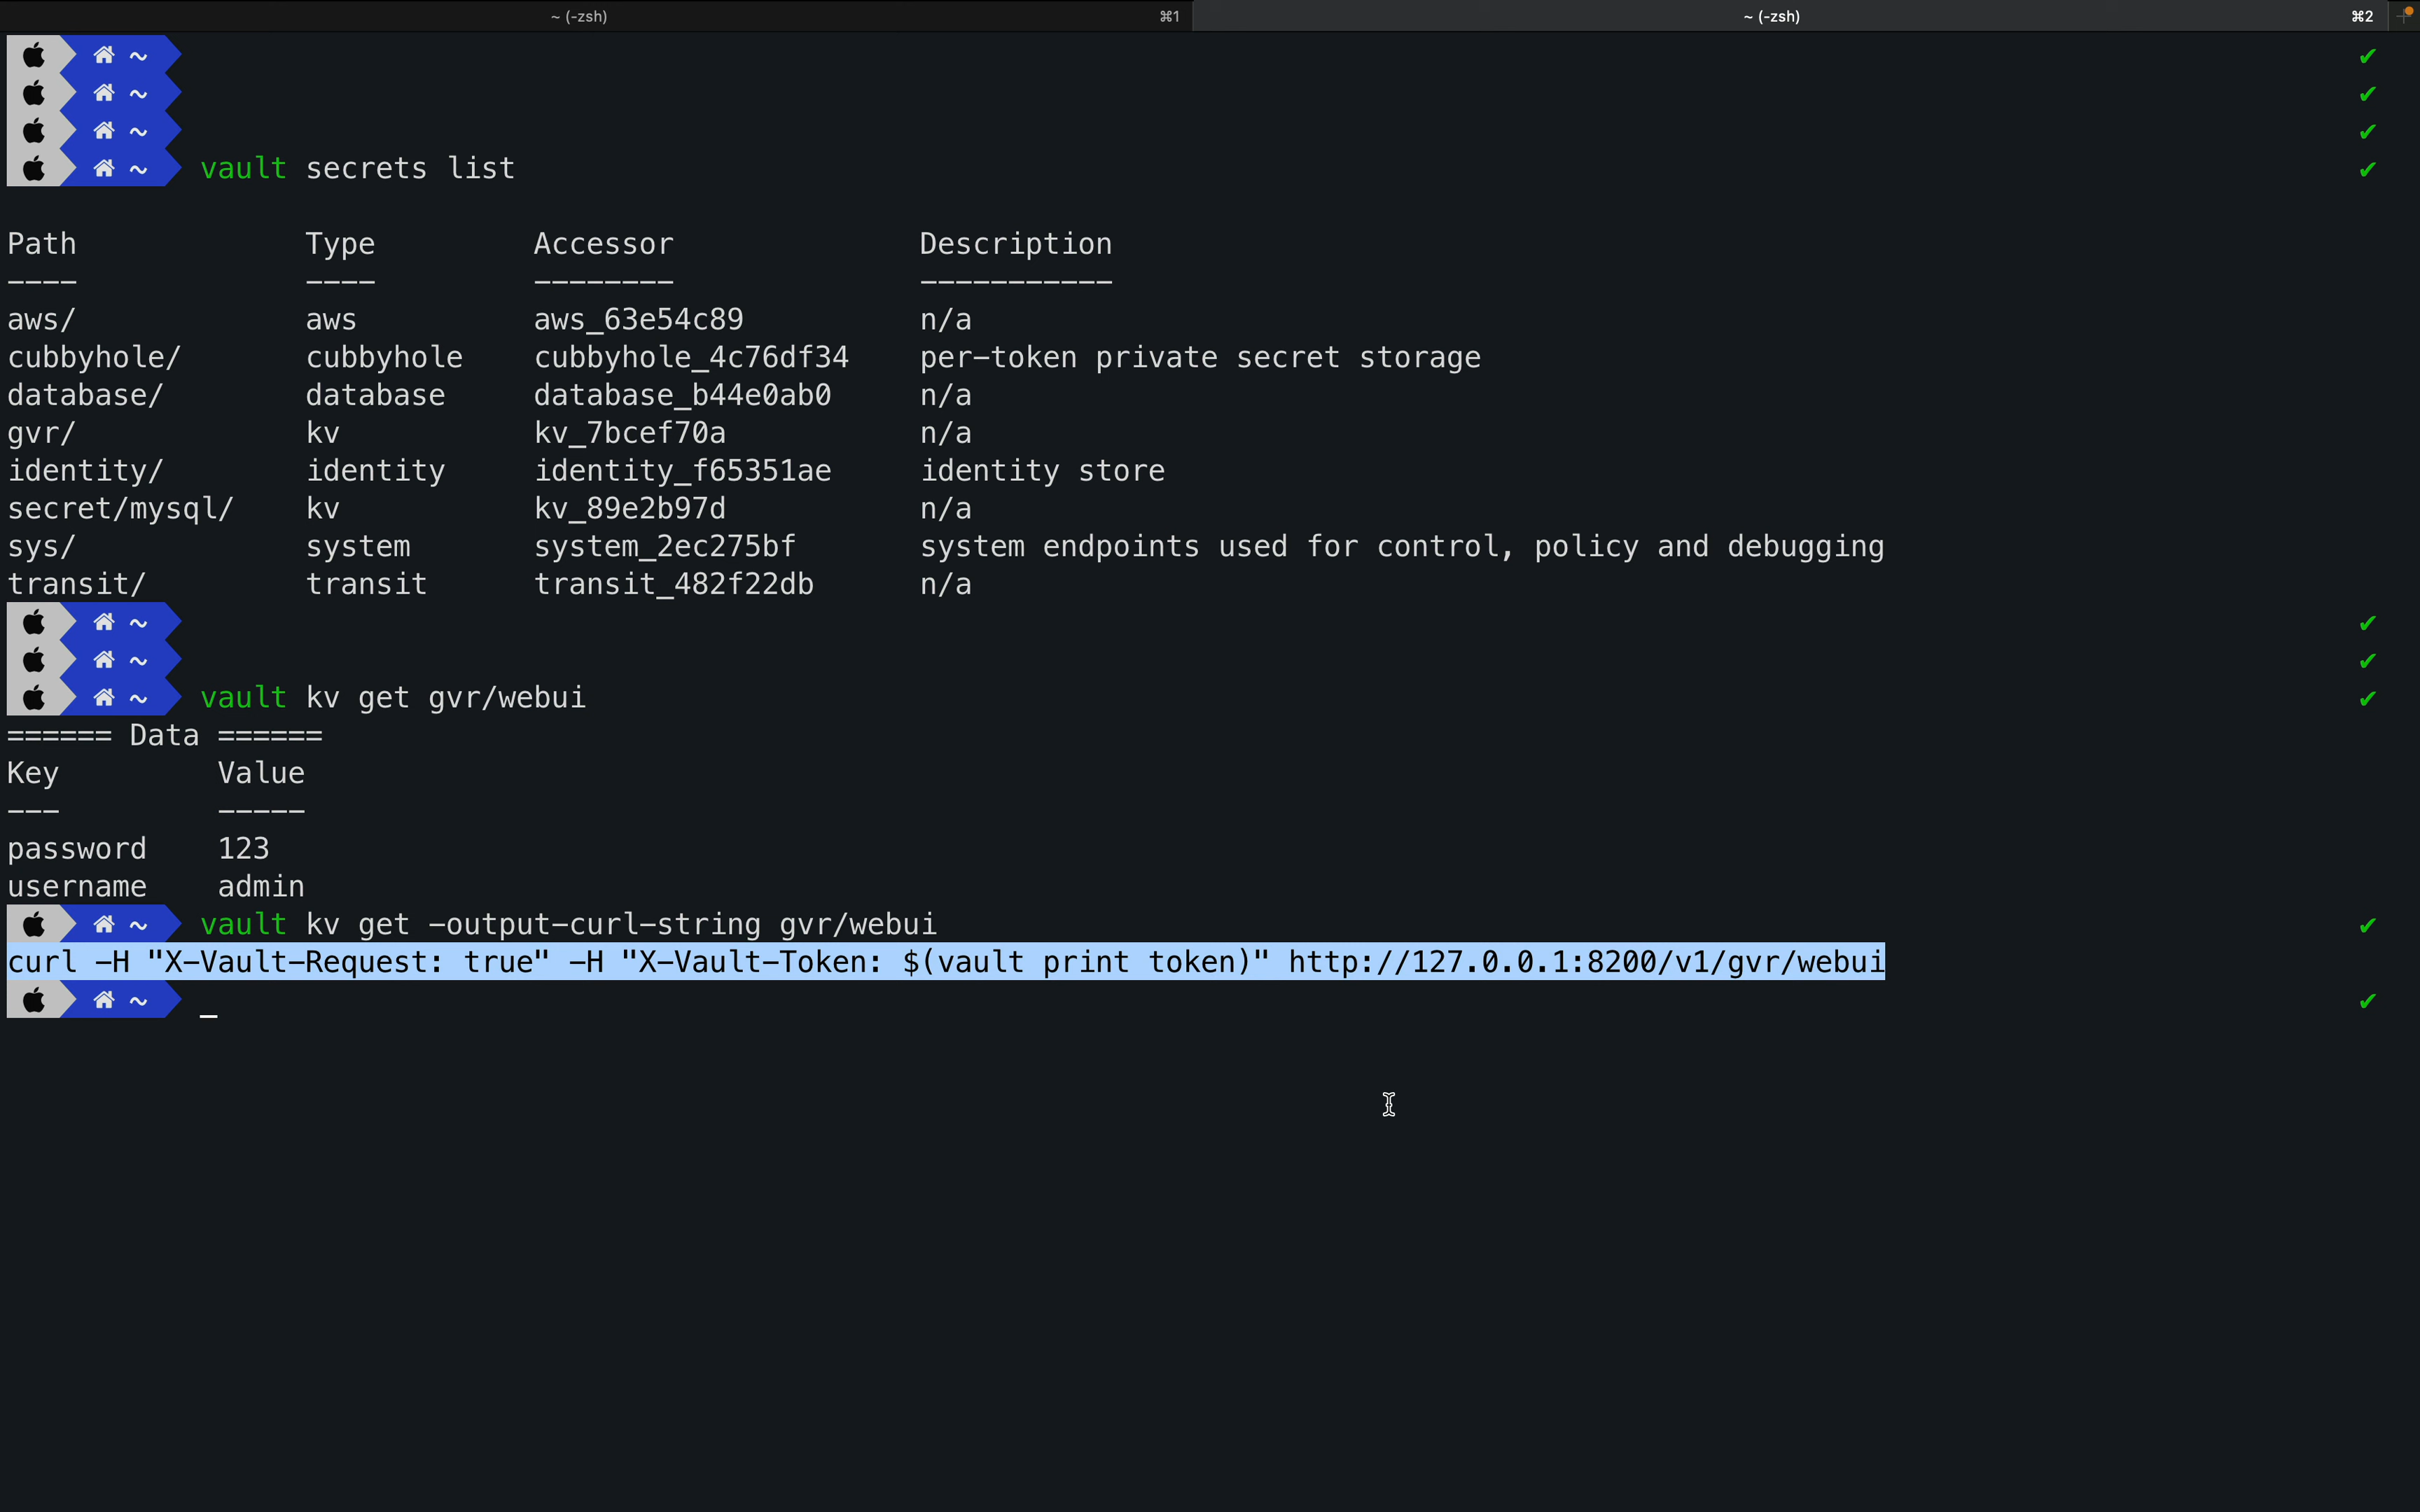 ~ (-zsh) ⌘1 ~ (-zsh) ⌘2
~ ✔
~ ✔
~ ✔
~ vault secrets list ✔
Path Type Accessor Description
---- ---- -------- -----------
aws/ aws aws_63e54c89 n/a
cubbyhole/ cubbyhole cubbyhole_4c76df34 per-token private secret storage
database/ database database_b44e0ab0 n/a
gvr/ kv kv_7bcef70a n/a
identity/ identity identity_f65351ae identity store
secret/mysql/ kv kv_89e2b97d n/a
sys/ system system_2ec275bf system endpoints used for control, policy and debugging
transit/ transit transit_482f22db n/a
~ ✔
~ ✔
~ vault kv get gvr/webui ✔
====== Data ======
Key Value
--- -----
password 123
username admin
~ vault kv get -output-curl-string gvr/webui ✔
curl -H "X-Vault-Request: true" -H "X-Vault-Token: $(vault print token)" http://127.0.0.1:8200/v1/gvr/webui
~ _ ✔